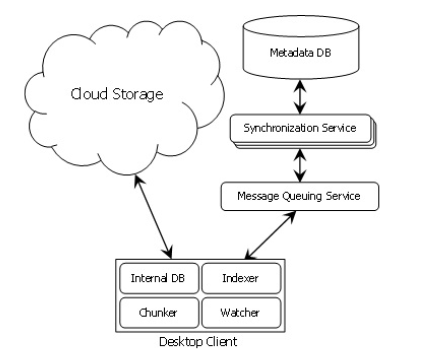 Metadata DB
Cloud Storage
Synchronization Service
Message Queuing Service
Internal DB
Indexer
Chunker
Watcher
Desktop Client